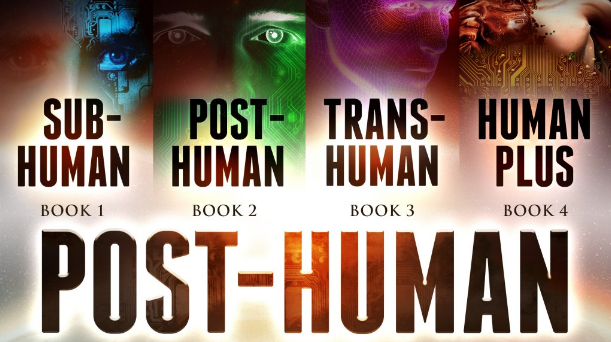 SUB-
HUMAN
BOOK 1
POST-
HUMAN
BOOK 2
TRANS-
HUMAN
BOOK 3
HUMAN
PLUS
BOOK 4
POST-HUMAN